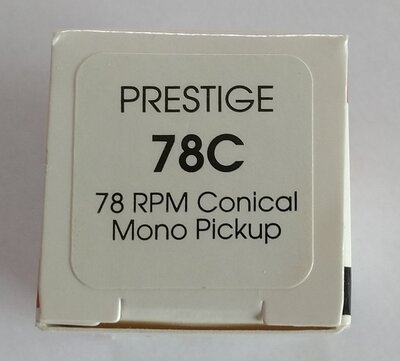 PRESTIGE
78C
78 RPM Conical
Mono Pickup